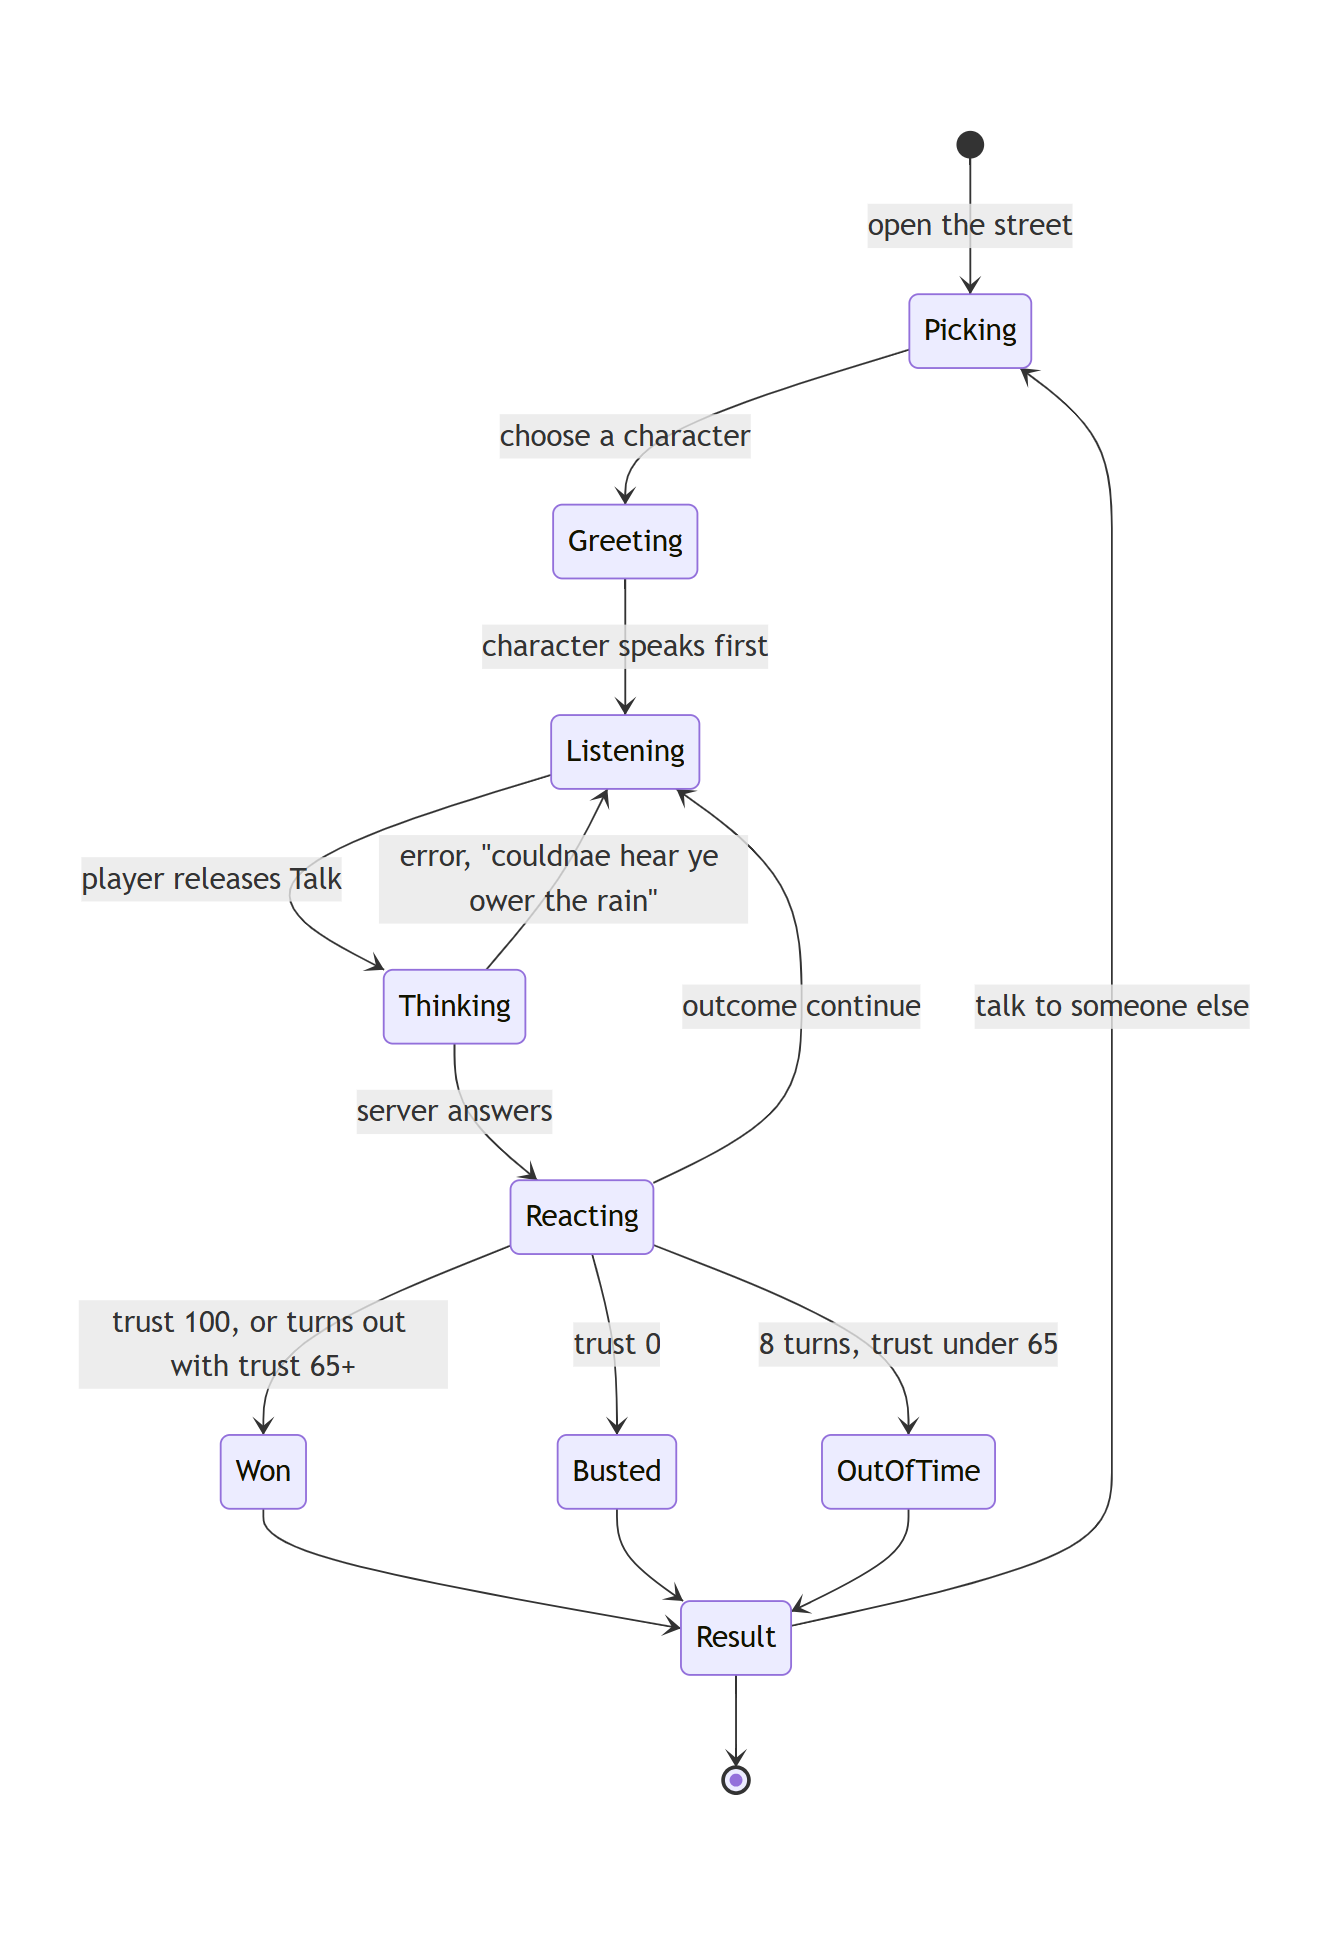 open the street
Picking
choose a character
Greeting
character speaks first
Listening
player releases Talk
error, "couldnae hear ye
ower the rain"
Thinking
outcome continue
talk to someone else
server answers
Reacting
trust 100, or turns out
with trust 65+
trust 0
8 turns, trust under 65
Won
Busted
OutOfTime
Result